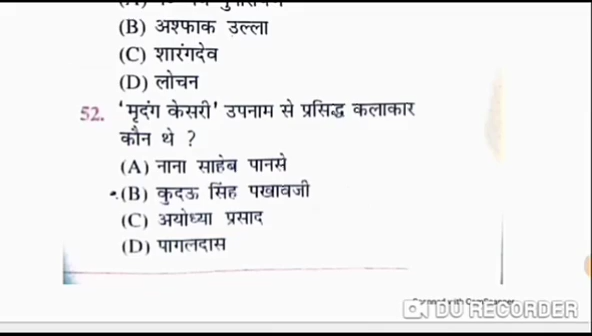 (B) अश्फाक उल्ला
(C) शारंगदेव
(D) लोचन
52. 'मृदंग केसरी' उपनाम से प्रसिद्ध कलाकार
कौन थे ?
(A) नाना साहेब पानसे
(B) कुदऊ सिंह पखावजी
(C) अयोध्या प्रसाद
(D) पागलदास
DU RECORDER